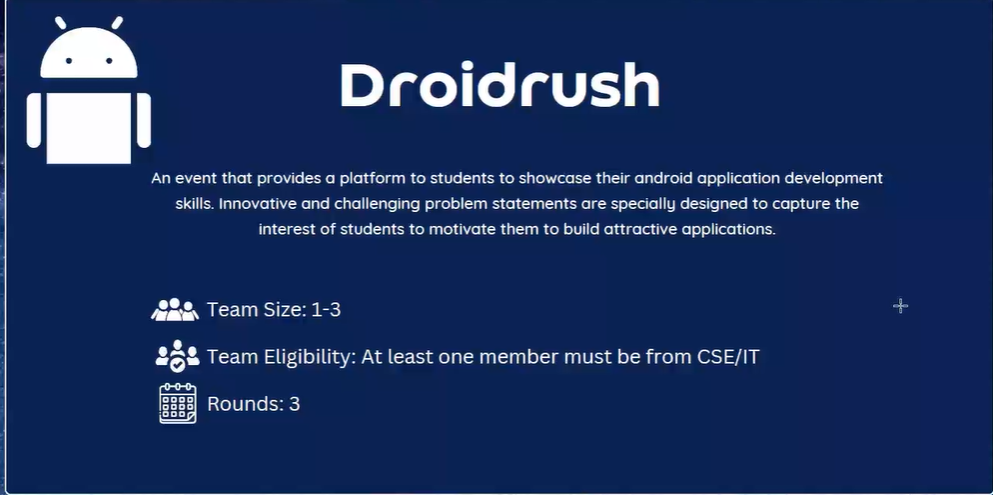 Droidrush
An event that provides a platform to students to showcase their android application development
skills. Innovative and challenging problem statements are specially designed to capture the
interest of students to motivate them to build attractive applications.
Team Size: 1-3
Team Eligibility: At least one member must be from CSE/IT
Rounds: 3